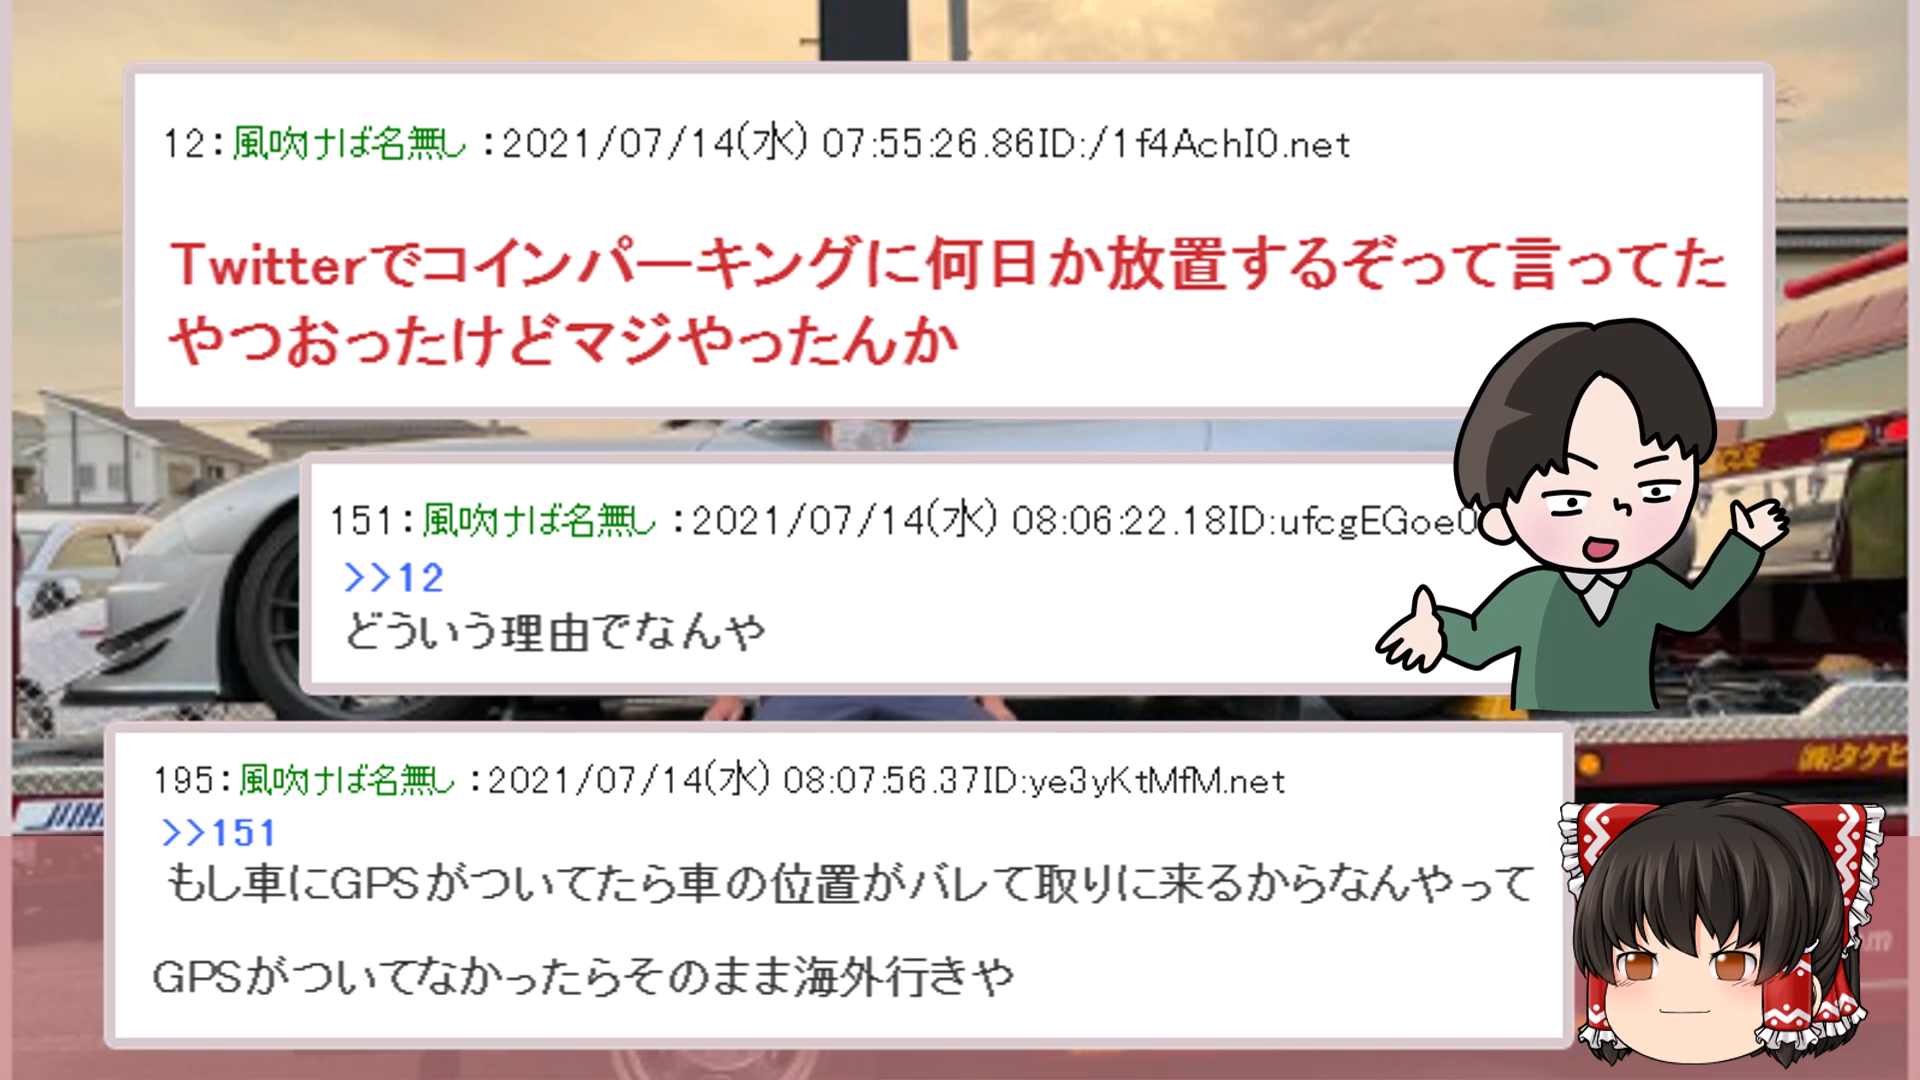 12:風吹けば名無し:2021/07/14(水) 07:55:26.86ID:/1f4AchI0.net
Twitterでコインパーキングに何日か放置するぞって言ってた
やつおったけどマジやったんか
151:風吹けば名無し:2021/07/14(水) 08:06:22.18ID:ufcgEGoe0
>>12
どういう理由でなんや
195:風吹けば名無し:2021/07/14(水) 08:07:56.37ID:ye3yKtMfM.net
>>151
もし車にGPSがついてたら車の位置がバレて取りに来るからなんやって
GPSがついてなかったらそのまま海外行きや
㈱タケヒ